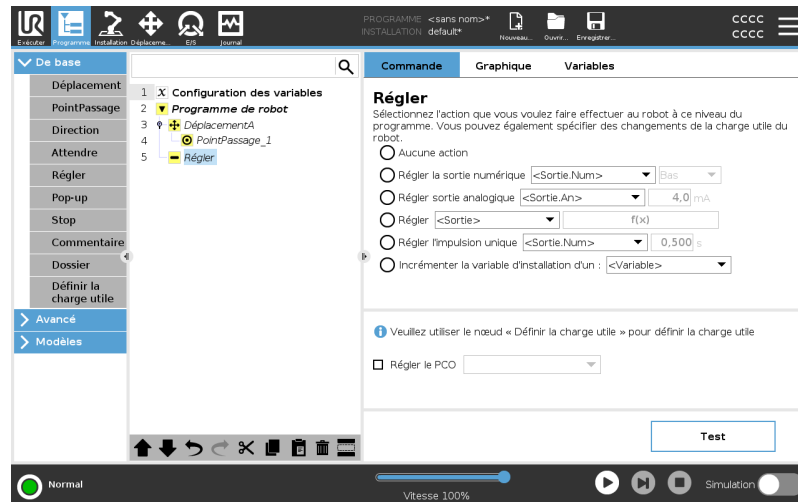 PROGRAMME <sans nom>*
INSTALLATION default*
Exécuter Programme Installation Déplaceme... E/S Journal
Nouveau... Ouvrir... Enregistrer...
cccc
cccc
De base
Déplacement
PointPassage
Direction
Attendre
Régler
Pop-up
Stop
Commentaire
Dossier
Définir la
charge utile
Avancé
Modèles
1 X Configuration des variables
2 Programme de robot
3 DéplacementA
4 PointPassage_1
5 Régler
Commande Graphique Variables
Régler
Sélectionnez l'action que vous voulez faire effectuer au robot à ce niveau du
programme. Vous pouvez également spécifier des changements de la charge utile du
robot.
Aucune action
Régler la sortie numérique <Sortie.Num> Bas
Régler sortie analogique <Sortie.An> 4,0 mA
Régler <Sortie> f(x)
Régler l'impulsion unique <Sortie.Num> 0,500 s
Incrémenter la variable d'installation d'un : <Variable>
Veuillez utiliser le nœud « Définir la charge utile » pour définir la charge utile
Régler le PCO
Test
Normal
Vitesse 100%
Simulation